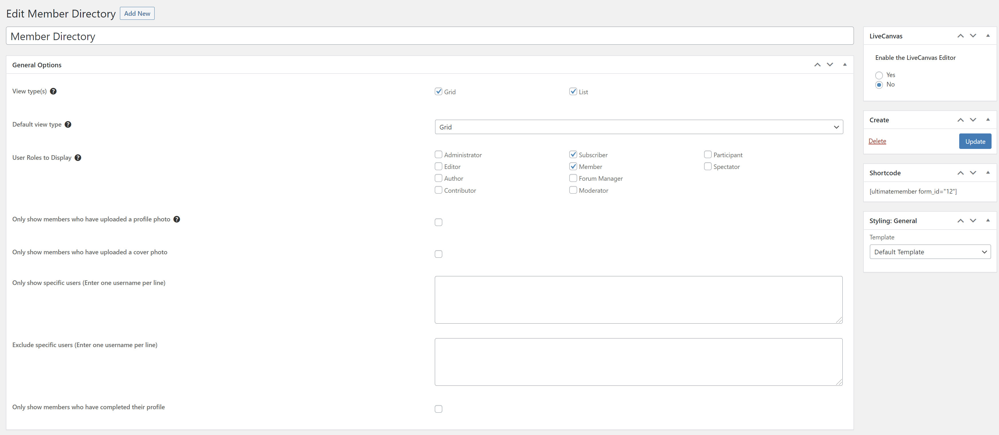 Edit Member Directory Add New
Member Directory
General Options
View type(s)
Grid List
Default view type
Grid
User Roles to Display
Administrator Subscriber Participant
Editor Member Spectator
Author Forum Manager
Contributor Moderator
Only show members who have uploaded a profile photo
Only show members who have uploaded a cover photo
Only show specific users (Enter one username per line)
Exclude specific users (Enter one username per line)
Only show members who have completed their profile
LiveCanvas
Enable the LiveCanvas Editor
Yes
No
Create
Delete Update
Shortcode
[ultimatemember form_id="12"]
Styling: General
Template
Default Template